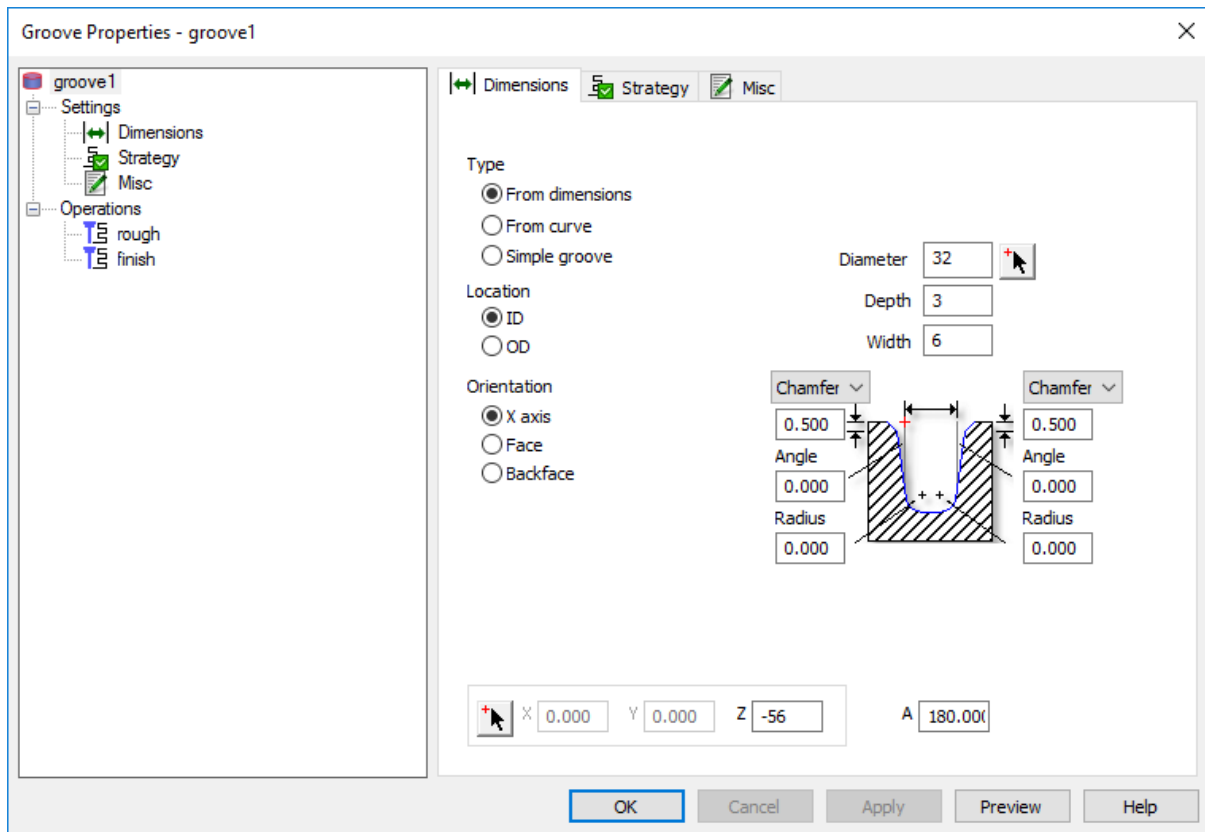 Groove Properties - groove1
groove1
Settings
Dimensions
Strategy
Misc
Operations
rough
finish
Dimensions Strategy Misc
Type
From dimensions
From curve
Simple groove
Location
ID
OD
Orientation
X axis
Face
Backface
Diameter 32
Depth 3
Width 6
Chamfer Chamfer
0.500 0.500
Angle Angle
0.000 0.000
Radius Radius
0.000 0.000
X 0.000 Y 0.000 Z -56 A 180.00
OK Cancel Apply Preview Help